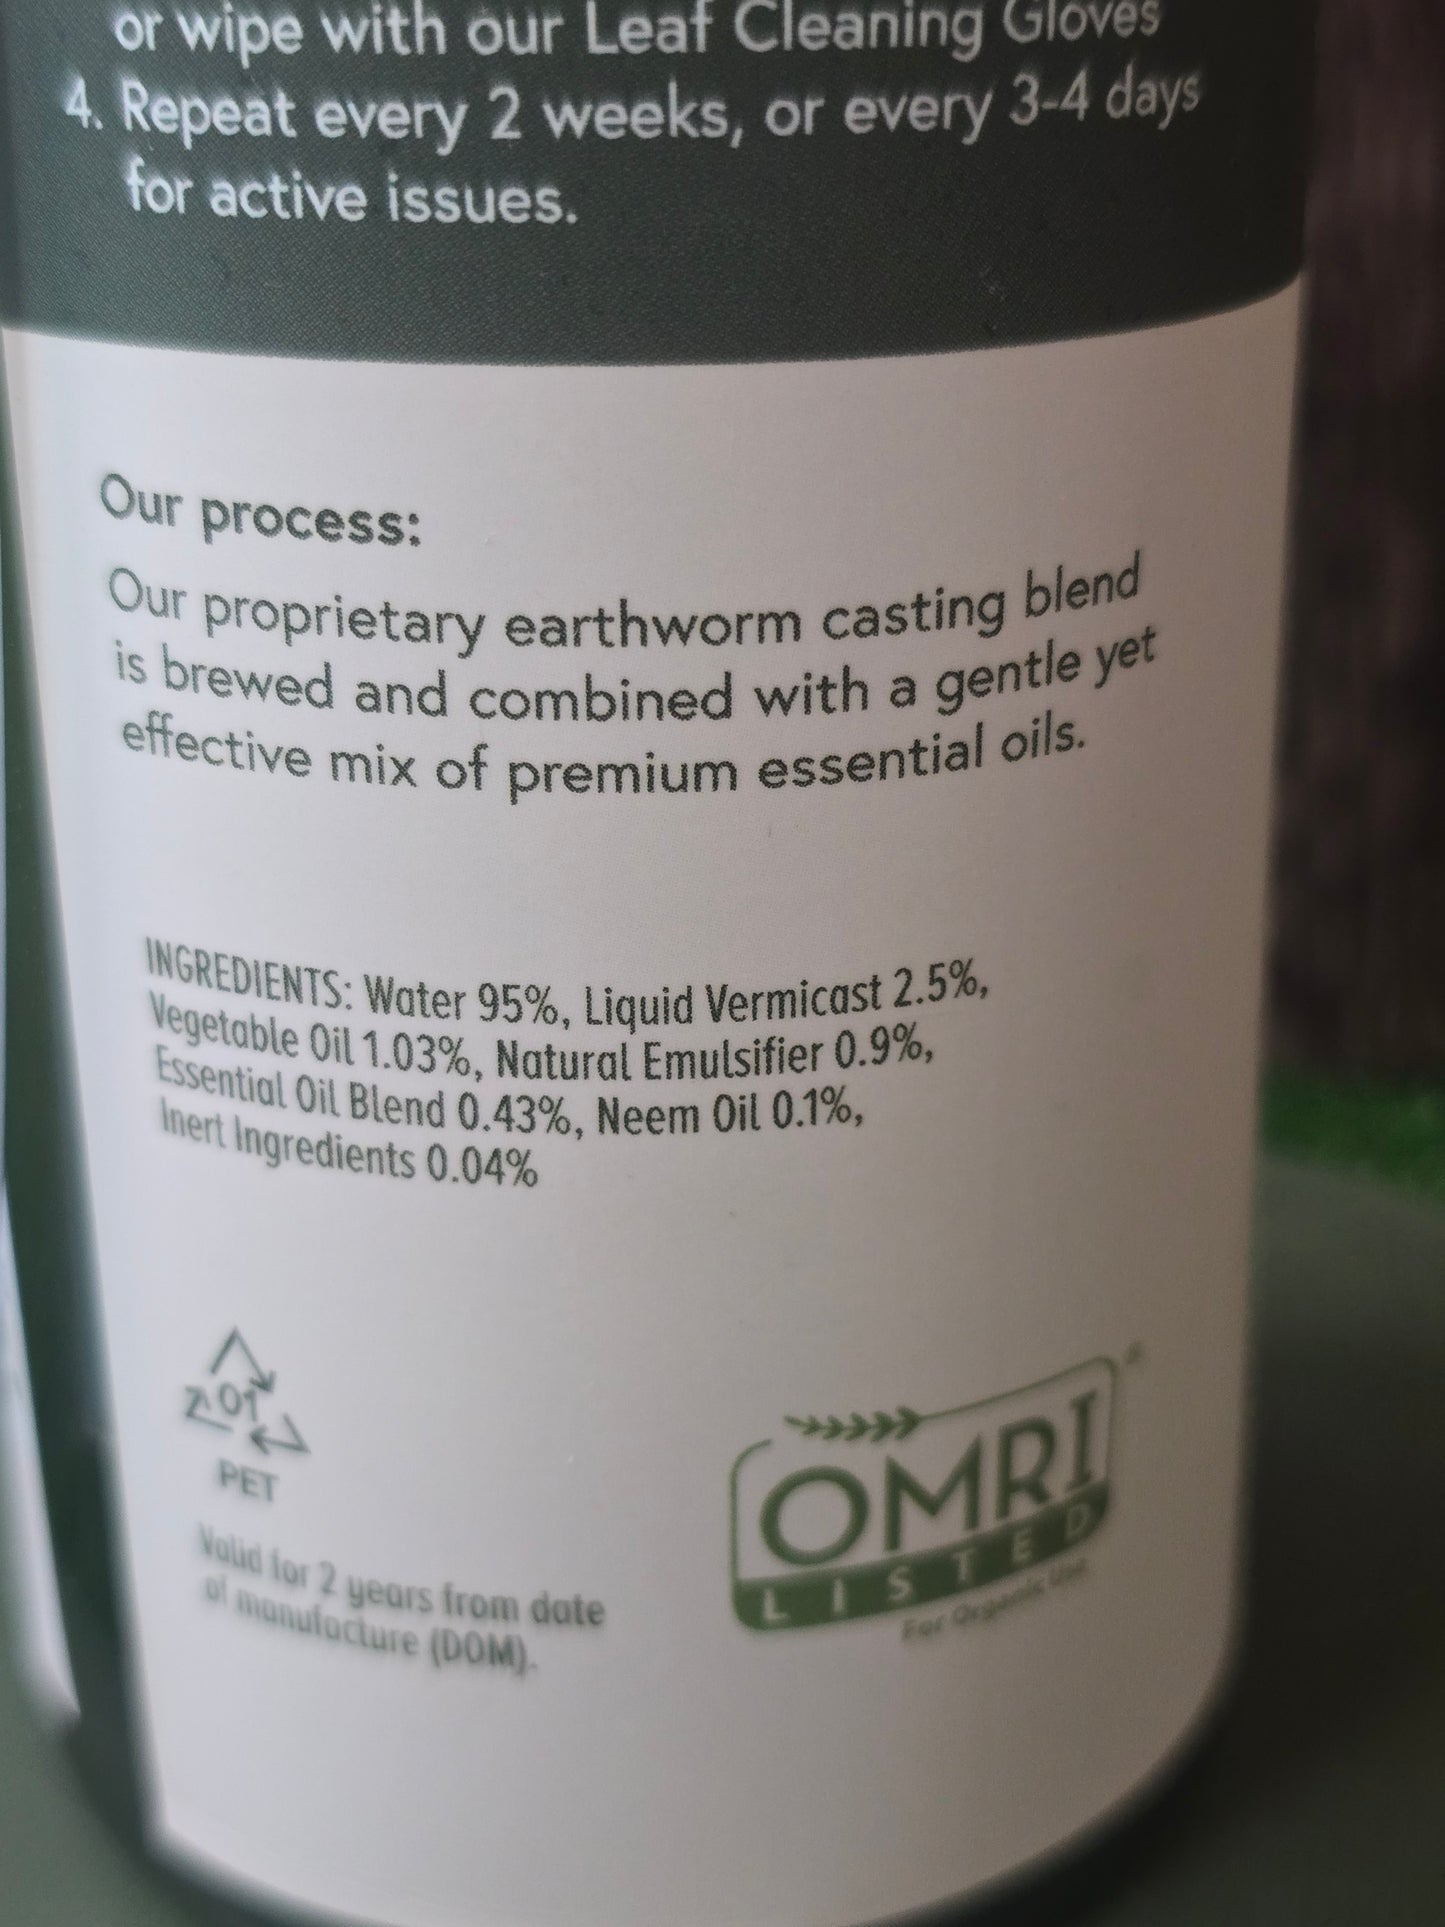 or wipe with our Leaf Cleaning Gloves
4. Repeat every 2 weeks, or every 3-4 days
for active issues.
Our process:
Our proprietary earthworm casting blend
is brewed and combined with a gentle yet
effective mix of premium essential oils.
INGREDIENTS: Water 95%, Liquid Vermicast 2.5%,
Vegetable Oil 1.03%, Natural Emulsifier 0.9%,
Essential Oil Blend 0.43%, Neem Oil 0.1%,
Inert Ingredients 0.04%
01
PET
Valid for 2 years from date
of manufacture (DOM).
OMRI
LISTED
For Organic Use